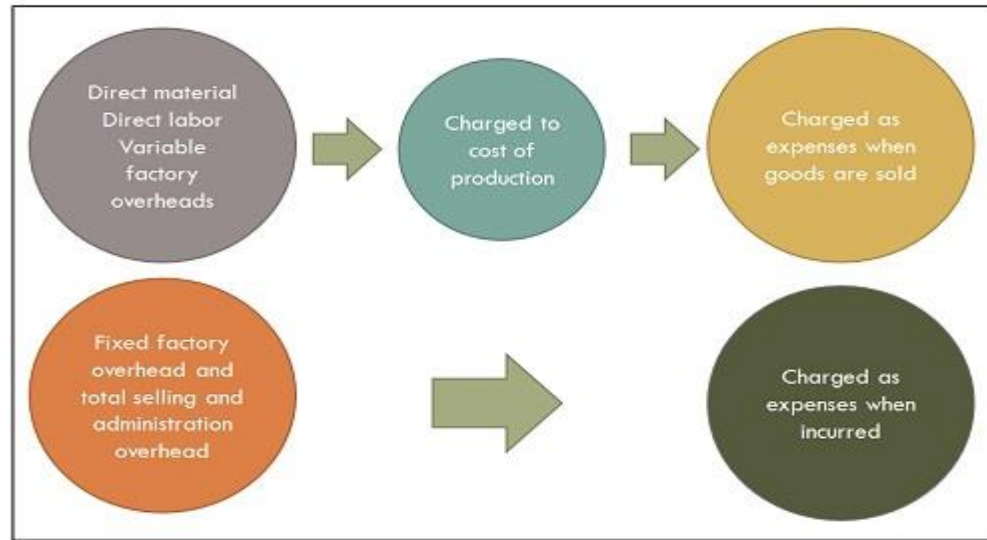 Direct material
Direct labor
Variable
factory
overheads
Charged to
cost of
production
Charged as
expenses when
goods are sold
Fixed factory
overhead and
total selling and
administration
overhead
Charged as
expenses when
incurred